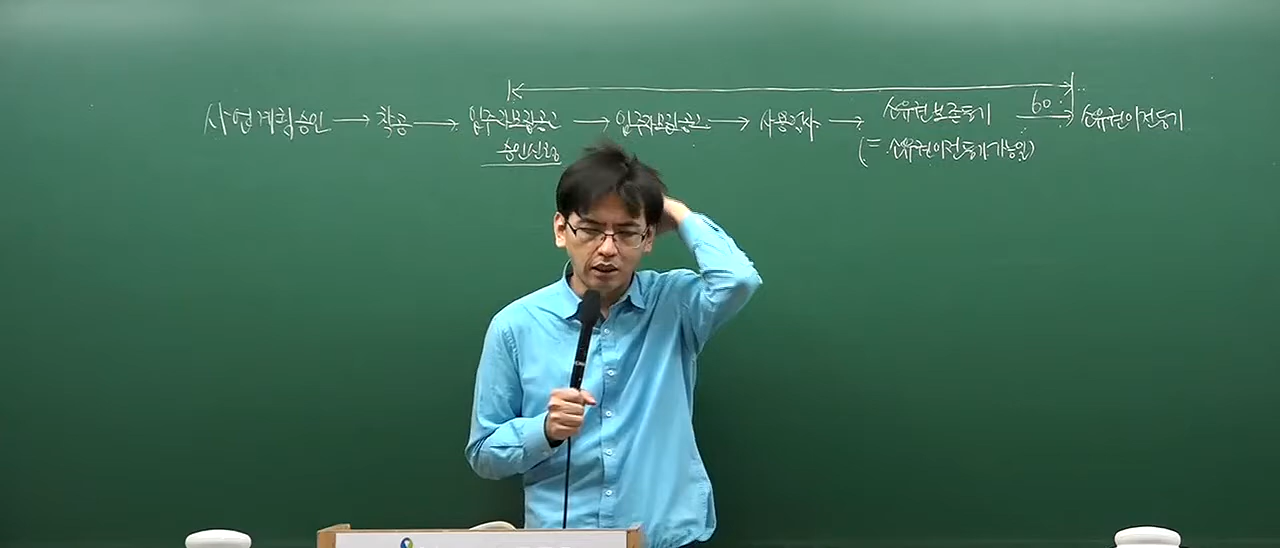 사업계획승인 → 착공 → 입주자모집공고 → 입주자모집공고 → 사용검사 → 소유권보존등기 60 → 소유권이전등기
승인신청 (= 소유권이전등기가능일)